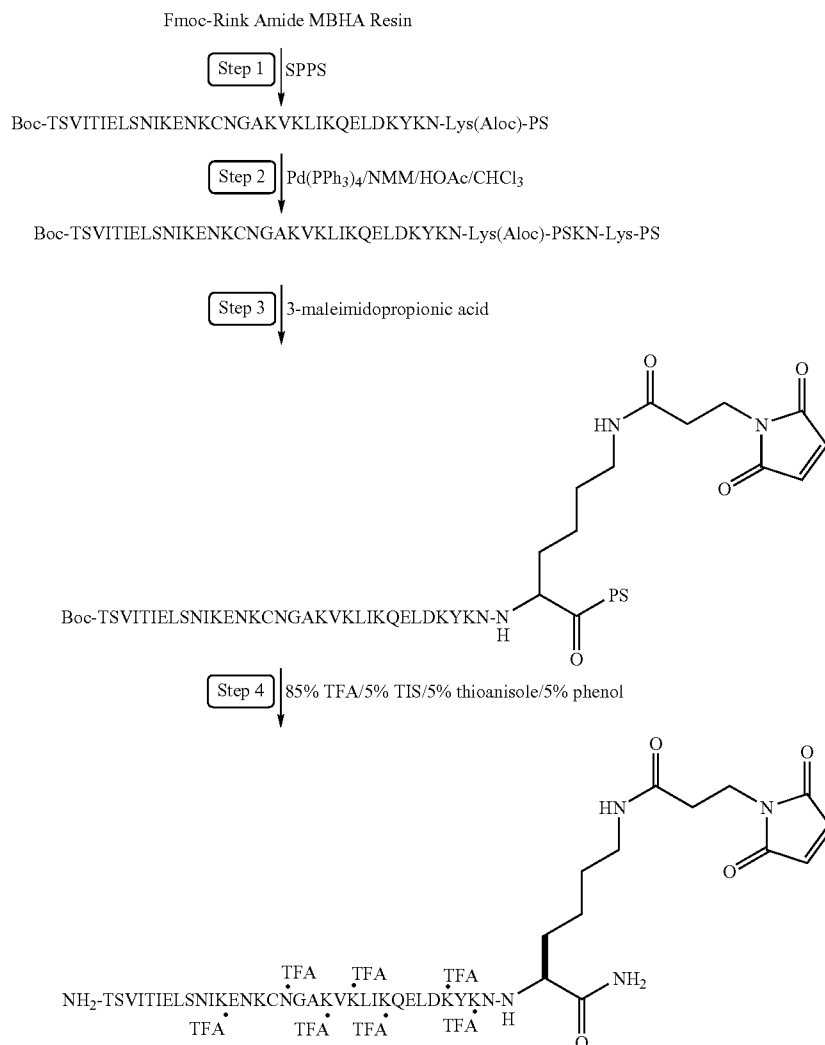 Fmoc-Rink Amide MBHA Resin
Step 1 SPPS
Boc-TSVITIELSNIKENKCNGAKVKLIKQELDKYKN-Lys(Aloc)-PS
Step 2 Pd(PPh3)4/NMM/HOAc/CHCl3
Boc-TSVITIELSNIKENKCNGAKVKLIKQELDKYKN-Lys(Aloc)-PSKN-Lys-PS
Step 3 3-maleimidopropionic acid
O
O
HN
N
O
PS
Boc-TSVITIELSNIKENKCNGAKVKLIKQELDKYKN-N
H
O
Step 4 85% TFA/5% TIS/5% thioanisole/5% phenol
O
O
HN
N
O
TFA TFA TFA
NH2
NH2-TSVITIELSNIKENKCNGAKVKLIKQELDKYKN-N
H
TFA TFA TFA TFA
O